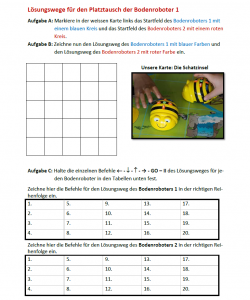 Lösungswege für den Platztausch der Bodenroboter 1
Aufgabe A: Markiere in der weissen Karte links das Startfeld des Bodenroboters 1 mit
einem blauen Kreis und das Startfeld des Bodenroboters 2 mit einem roten
Kreis.
Aufgabe B: Zeichne nun den Lösungsweg des Bodenroboters 1 mit blauer Farben und
den Lösungsweg des Bodenroboters 2 mit roter Farbe ein.
Unsere Karte: Die Schatzinsel
Aufgabe C: Halte die einzelnen Befehle ← - ↓ - ↑ - → - GO – II des Lösungsweges für je-
den Bodenroboter in den Tabellen unten fest.
Zeichne hier die Befehle für den Lösungsweg des Bodenroboters 1 in der richtigen Rei-
henfolge ein.
1. 5. 9. 13. 17.
2. 6. 10. 14. 18.
3. 7. 11. 15. 19.
4. 8. 12. 16. 20.
Zeichne hier die Befehle für den Lösungsweg des Bodenroboters 2 in der richtigen Rei-
henfolge ein.
1. 5. 9. 13. 17.
2. 6. 10. 14. 18.
3. 7. 11. 15. 19.
4. 8. 12. 16. 20.